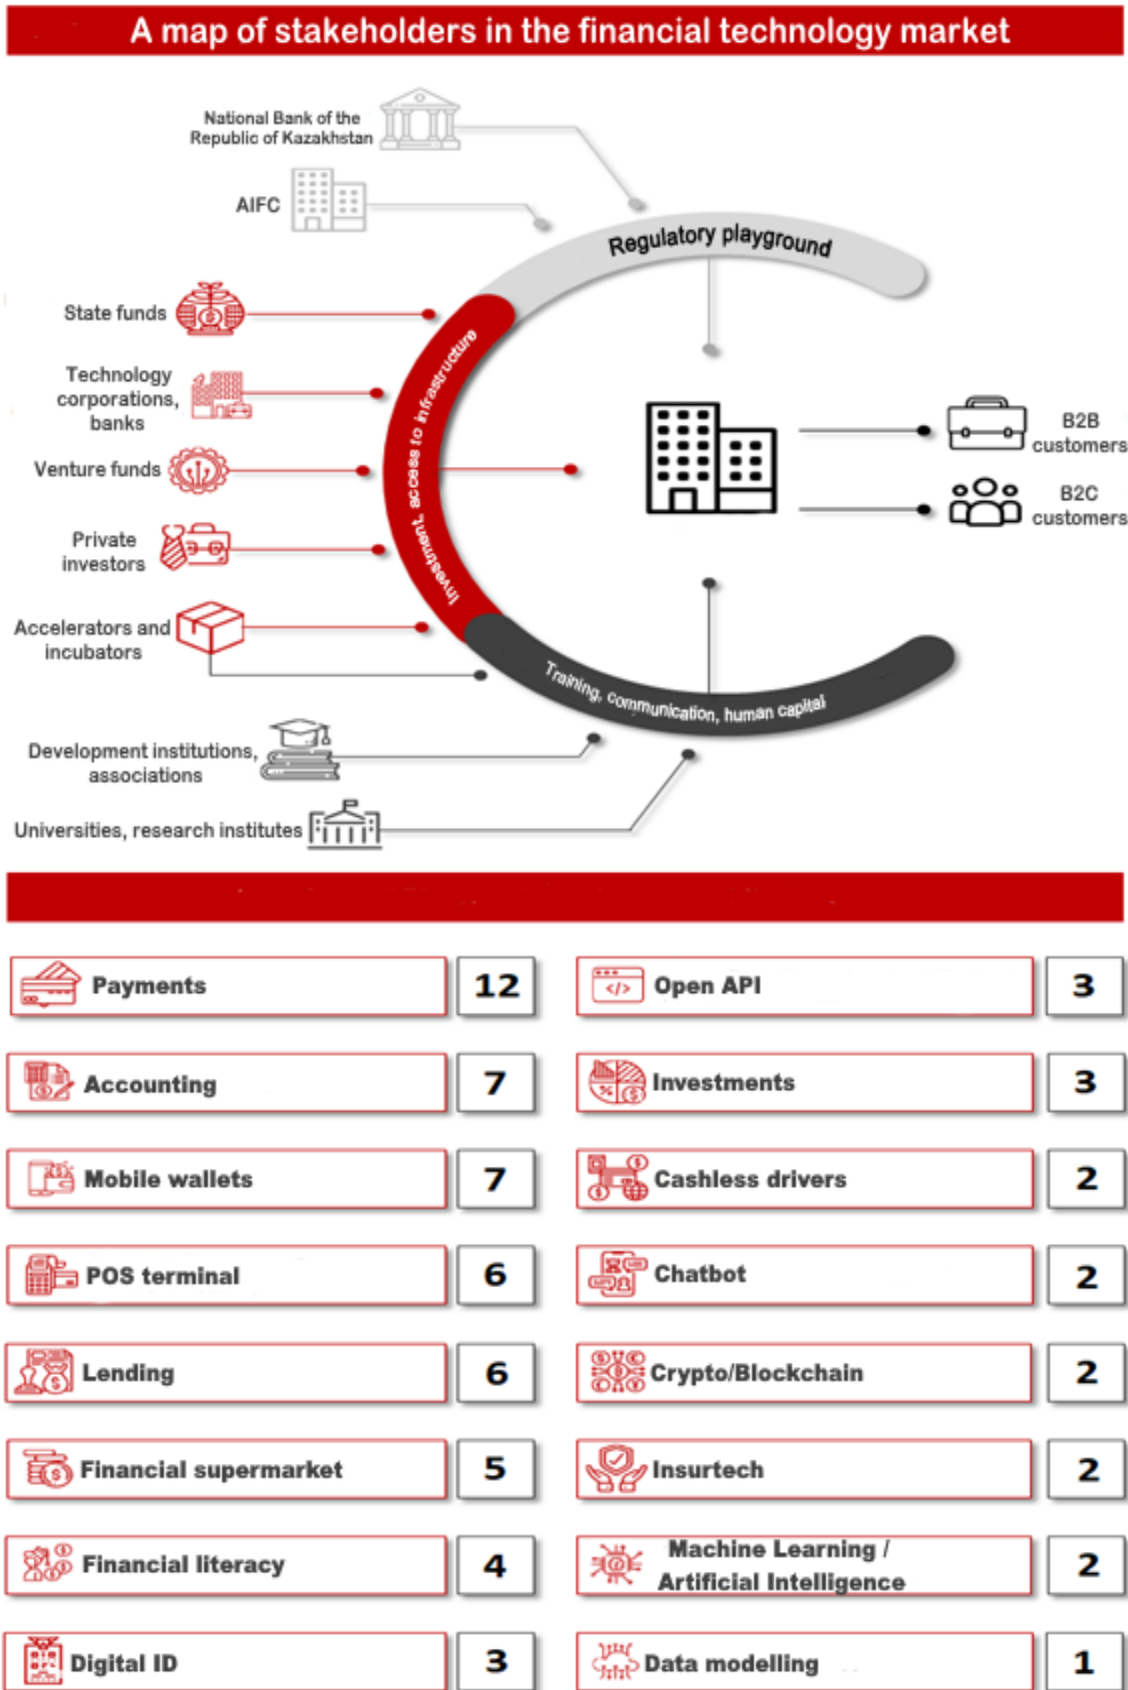 A map of stakeholders in the financial technology market
National Bank of the
Republic of Kazakhstan
AIFC
Regulatory playground
State funds
Technology
corporations,
banks
Venture funds
Private
investors
Accelerators and
incubators
Investment, access to infrastructure
B2B
customers
B2C
customers
Training, communication, human capital
Development institutions,
associations
Universities, research institutes
Payments 12
Open API 3
Accounting 7
Investments 3
Mobile wallets 7
Cashless drivers 2
POS terminal 6
Chatbot 2
Lending 6
Crypto/Blockchain 2
Financial supermarket 5
Insurtech 2
Financial literacy 4
Machine Learning /
Artificial Intelligence 2
Digital ID 3
Data modelling 1